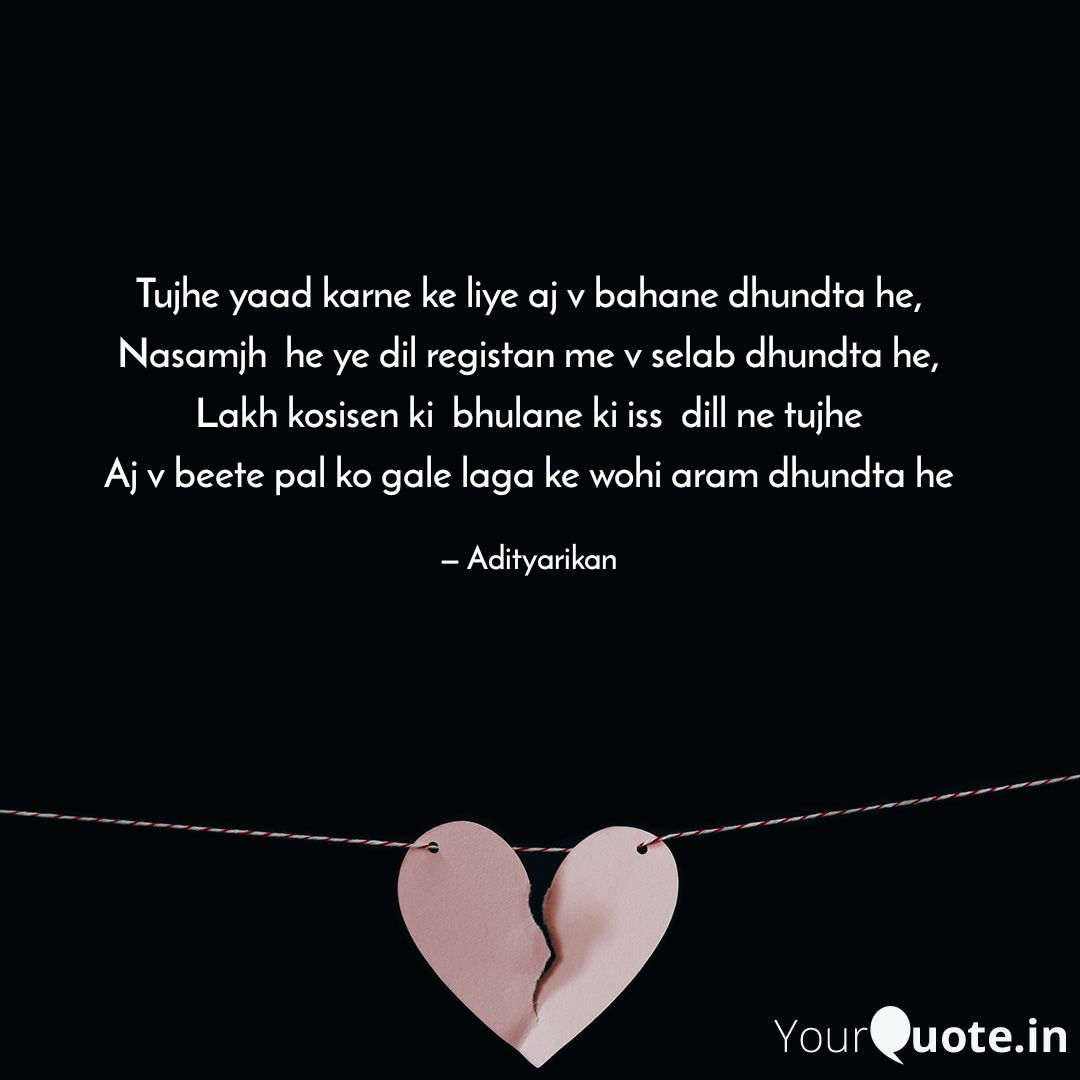 Tujhe yaad karne ke liye aj v bahane dhundta he,
Nasamjh  he ye dil registan me v selab dhundta he,
Lakh kosisen ki  bhulane ki iss  dill ne tujhe
Aj v beete pal ko gale laga ke wohi aram dhundta he
– Adityarikan
YourQuote.in